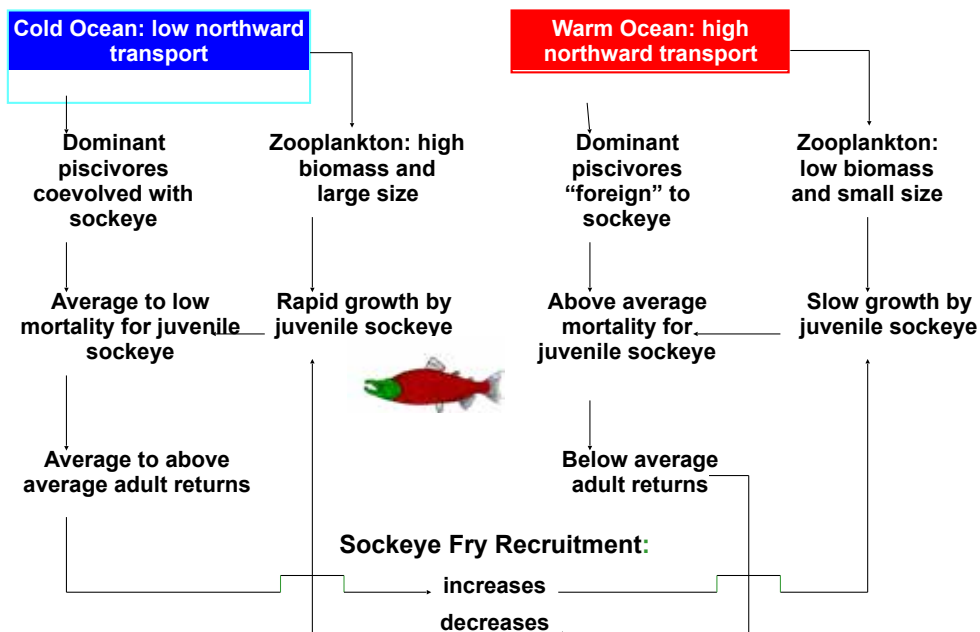 Cold Ocean: low northward
transport
Warm Ocean: high
northward transport
Dominant
piscivores
coevolved with
sockeye
Zooplankton: high
biomass and
large size
Dominant
piscivores
“foreign” to
sockeye
Zooplankton:
low biomass
and small size
Average to low
mortality for juvenile
sockeye
Rapid growth by
juvenile sockeye
Above average
mortality for
juvenile sockeye
Slow growth by
juvenile sockeye
Average to above
average adult returns
Below average
adult returns
Sockeye Fry Recruitment:
increases
decreases